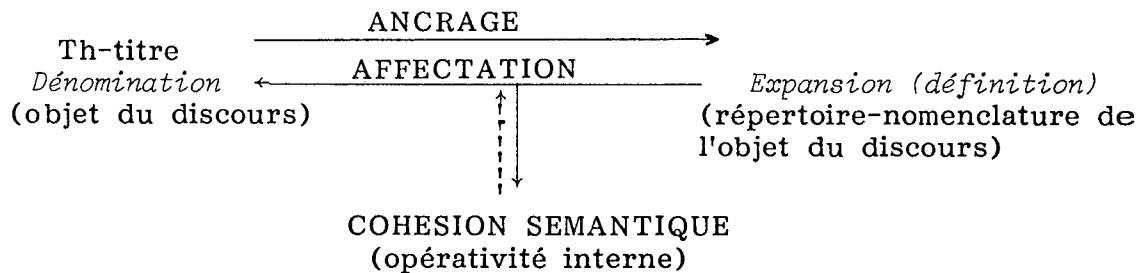 ANCRAGE
Th-titre
Dénomination
(objet du discours)
AFFECTATION
Expansion (définition)
(répertoire-nomenclature de
l'objet du discours)
COHESION SEMANTIQUE
(opérativité interne)